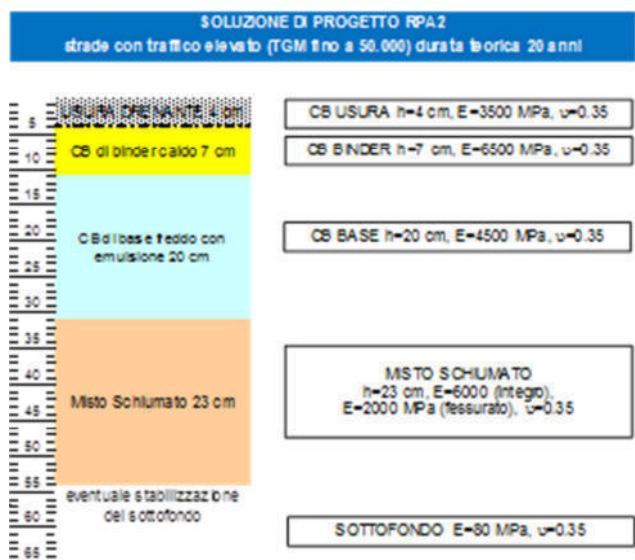 SOLUZIONE DI PROGETTO RPA2
strade con traffico elevato (TGM fino a 50.000) durata teorica 20 anni
USURA DRENANTE 4 cm
CB USURA h=4 cm, E=3500 MPa, υ=0.35
5
CB di binder caldo 7 cm
CB BINDER h=7 cm, E=6500 MPa, υ=0.35
10
15
20
CB di base freddo con
emulsione 20 cm
CB BASE h=20 cm, E=4500 MPa, υ=0.35
25
30
35
40
Misto Schiumato 23 cm
MISTO SCHIUMATO
h=23 cm, E=6000 (Integro),
E=2000 MPa (fessurato), υ=0.35
45
50
55
eventuale stabilizzazione
del sottofondo
60
SOTTOFONDO E=80 MPa, υ=0.35
65